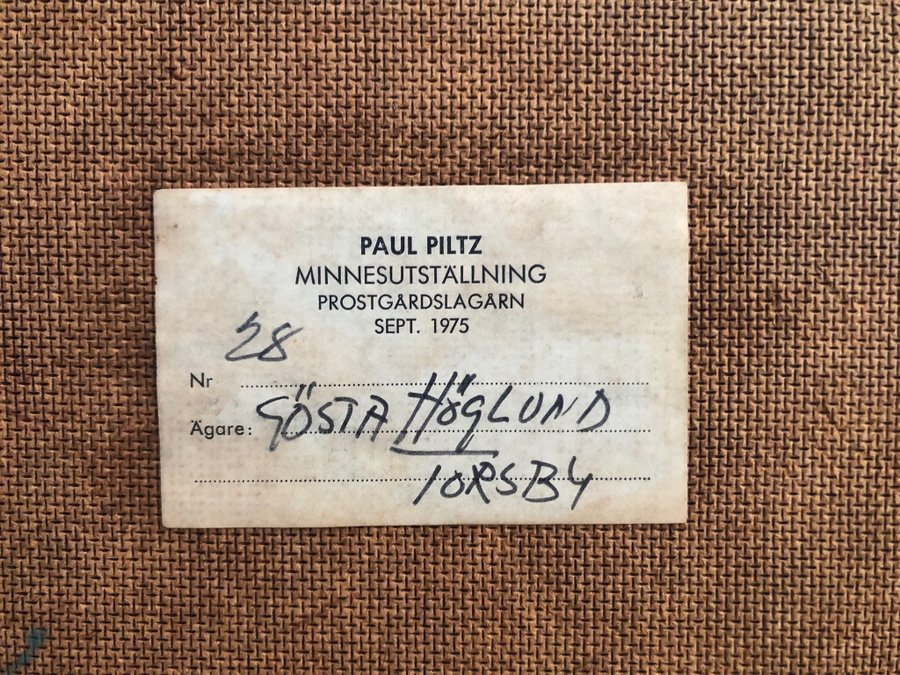 PAUL PILTZ
MINNESUTSTÄLLNING
PROSTGÅRDSLAGÅRN
SEPT. 1975
Nr 28
Ägare: GÖSTA HÖGLUND
TORSBY